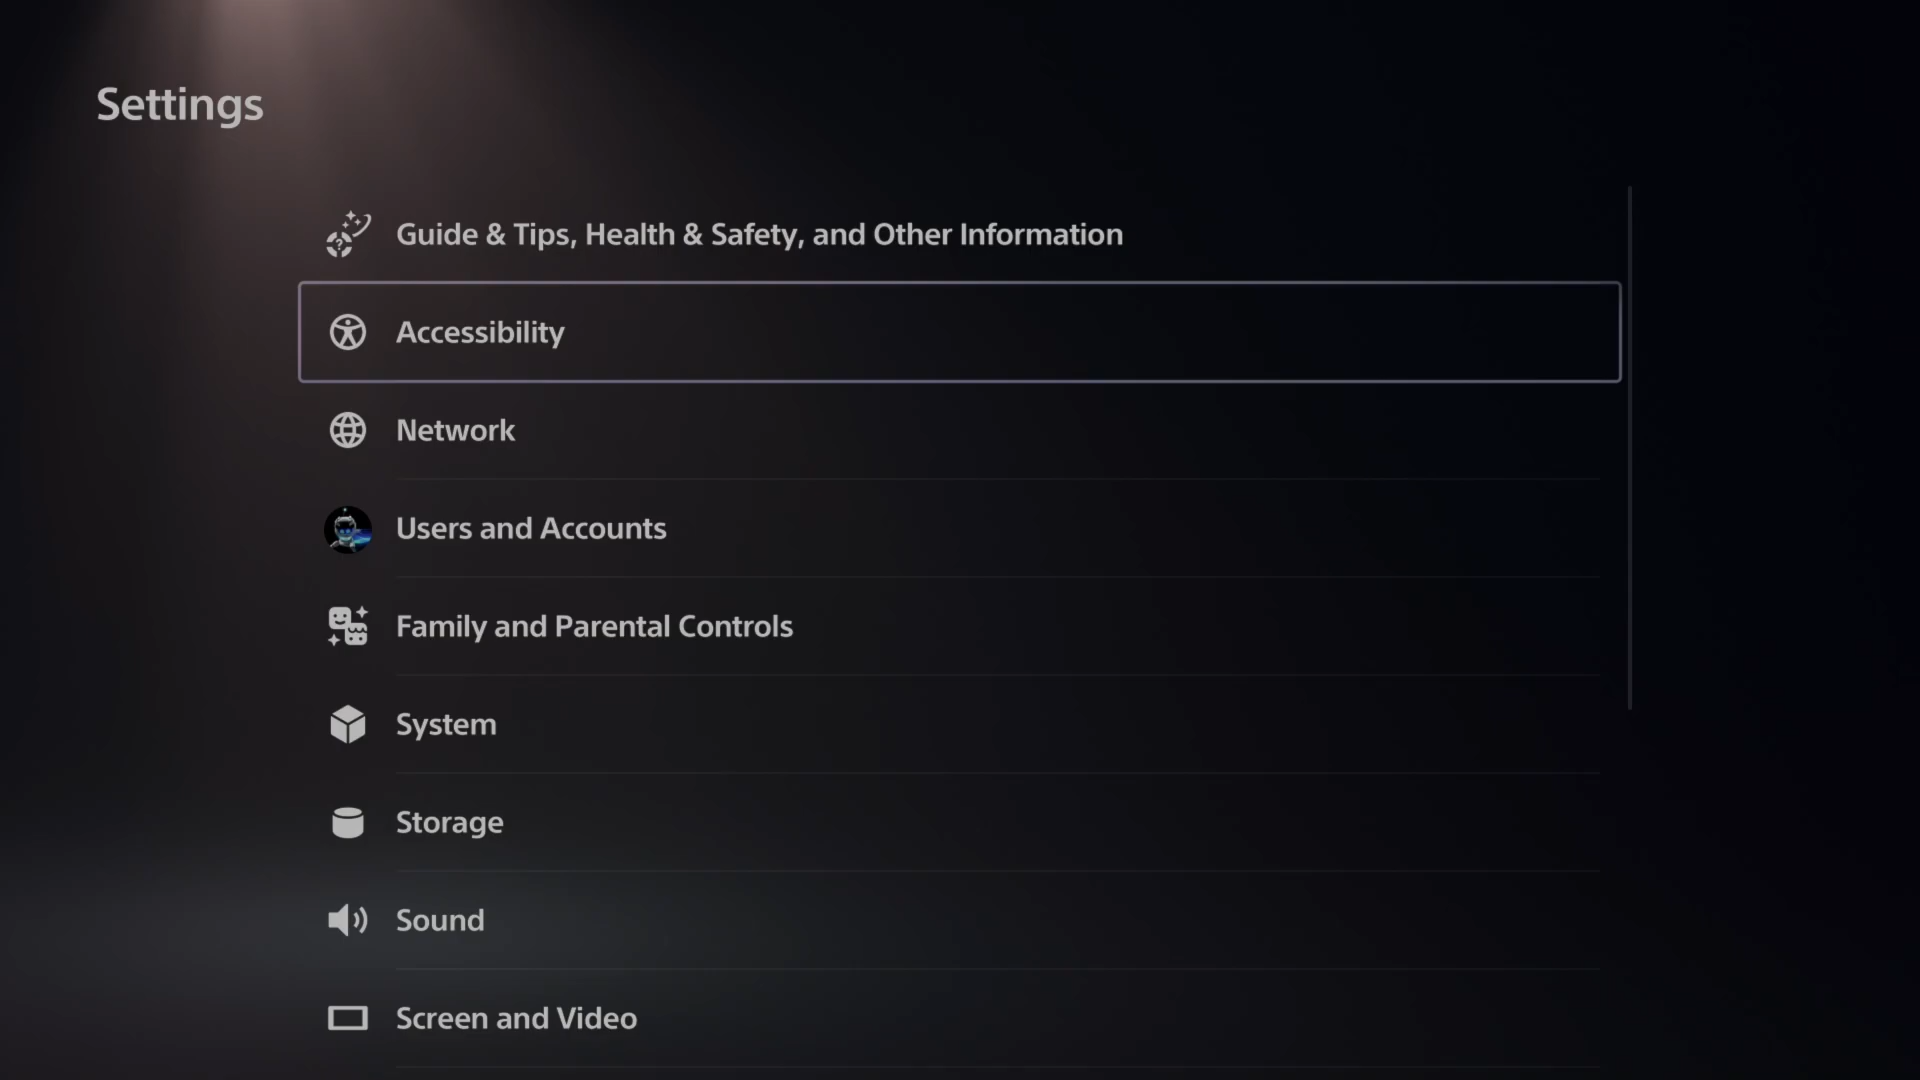 Settings
Guide & Tips, Health & Safety, and Other Information
Accessibility
Network
Users and Accounts
Family and Parental Controls
System
Storage
Sound
Screen and Video